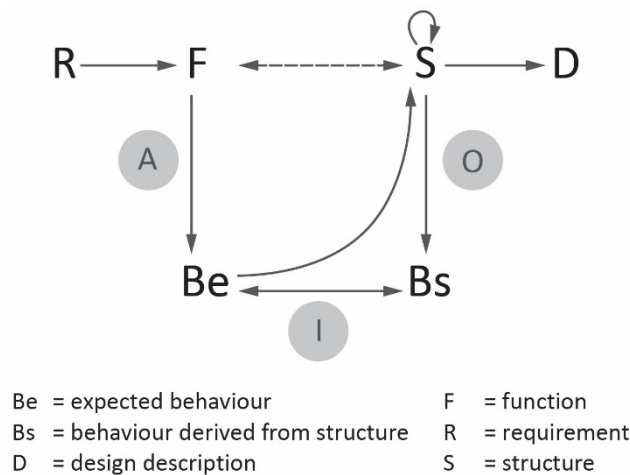 R F S D
A O
Be Bs
I
Be = expected behaviour F = function
Bs = behaviour derived from structure R = requirement
D = design description S = structure